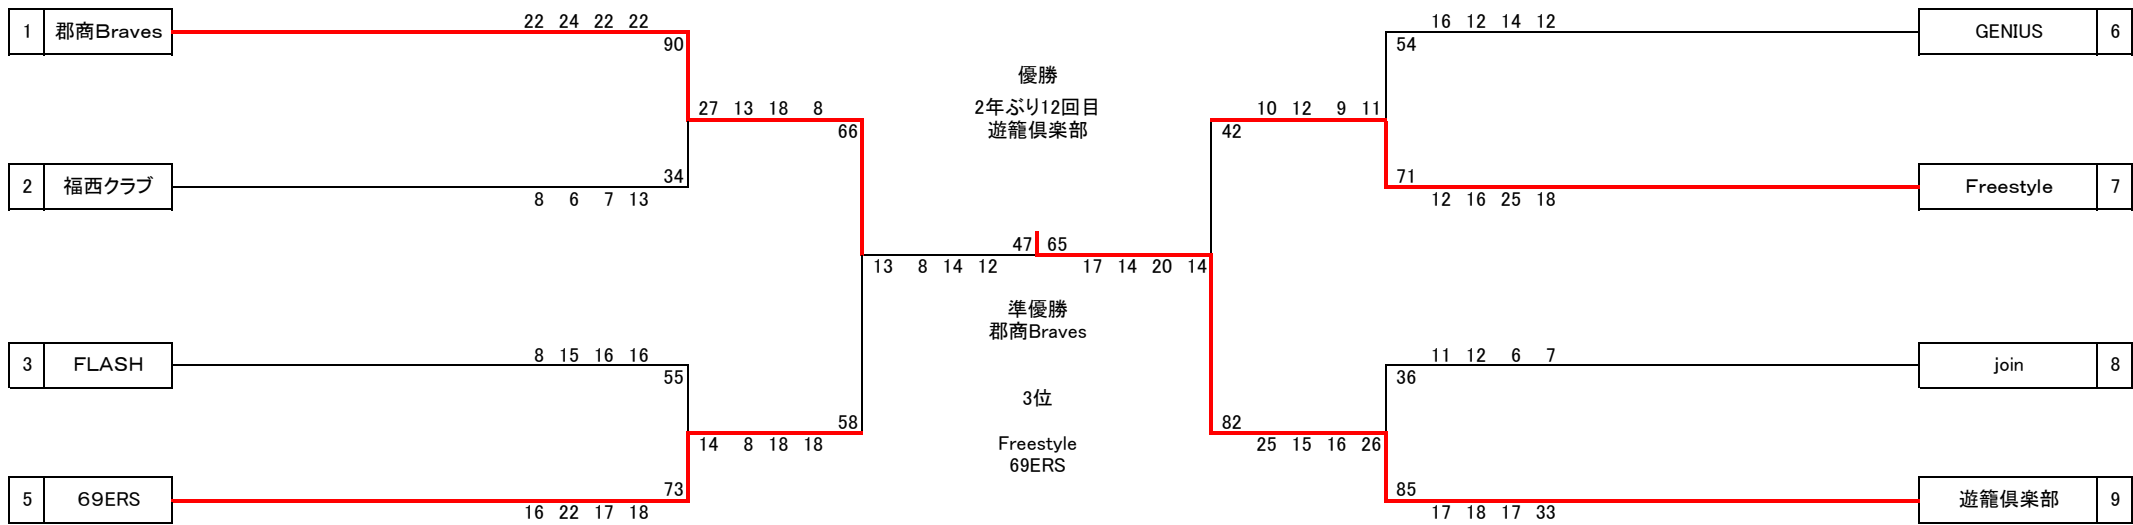 1 郡商Braves 22 24 22 22 16 12 14 12 GENIUS 6
90 54
優勝
27 13 18 8 2年ぶり12回目 10 12 9 11
66 遊籠倶楽部 42
34 71
2 福西クラブ Freestyle 7
8 6 7 13 12 16 25 18
47 65
13 8 14 12 17 14 20 14
準優勝
郡商Braves
8 15 16 16 11 12 6 7
3 FLASH join 8
55 36
3位
58 82
14 8 18 18 Freestyle 25 15 16 26
69ERS
73 85
5 69ERS 遊籠倶楽部 9
16 22 17 18 17 18 17 33